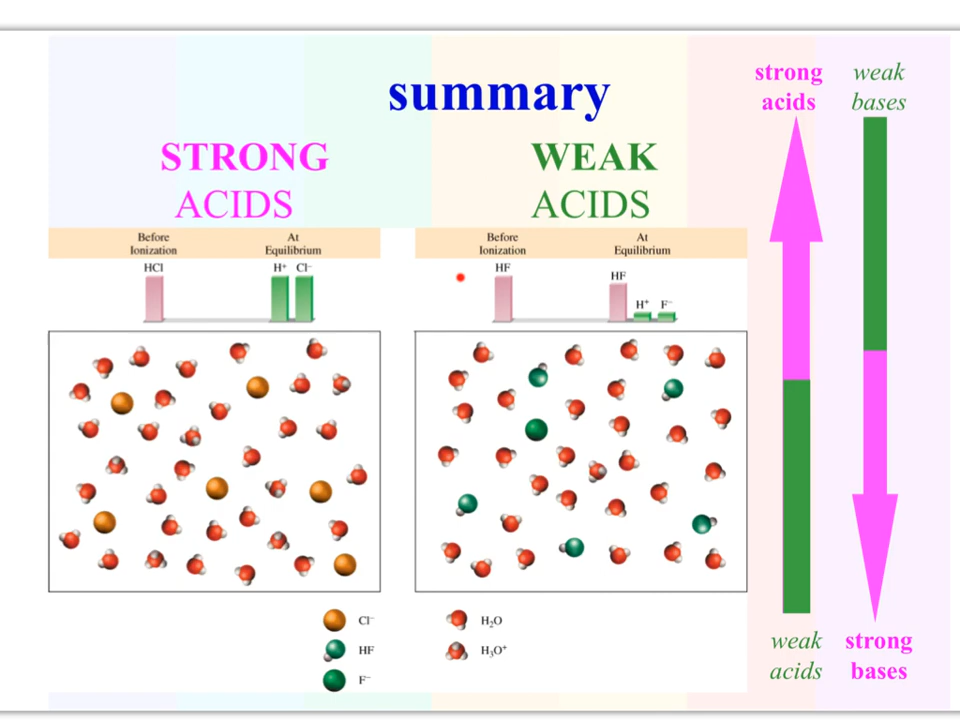 summary
STRONG
ACIDS
WEAK
ACIDS
Before
Ionization
At
Equilibrium
HCl
H⁺ Cl⁻
Before
Ionization
At
Equilibrium
HF
HF
H⁺ F⁻
Cl⁻
HF
F⁻
H₂O
H₃O⁺
strong
acids
weak
bases
weak
acids
strong
bases